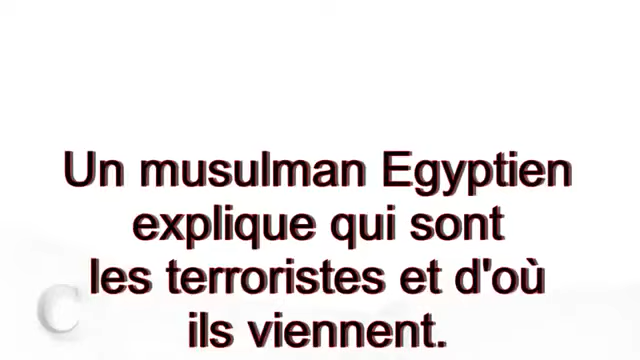 Un musulman Egyptien
explique qui sont
les terroristes et d'où
ils viennent.
C